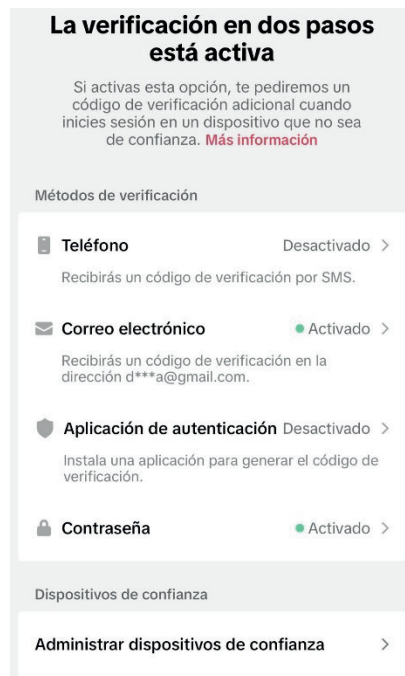 La verificación en dos pasos
está activa
Si activas esta opción, te
pediremos un
código de verificación adicional cuando
inicies sesión en un dispositivo que no sea
de confianza. Más información
Métodos de verificación
Teléfono Desactivado >
Recibirás un código de verificación por SMS.
Correo electrónico Activado >
Recibirás un código de verificación en la
dirección d***a@gmail.com.
Aplicación de autenticación Desactivado >
Instala una aplicación para generar el código de
verificación.
Contraseña Activado >
Dispositivos de confianza
Administrar dispositivos de confianza >